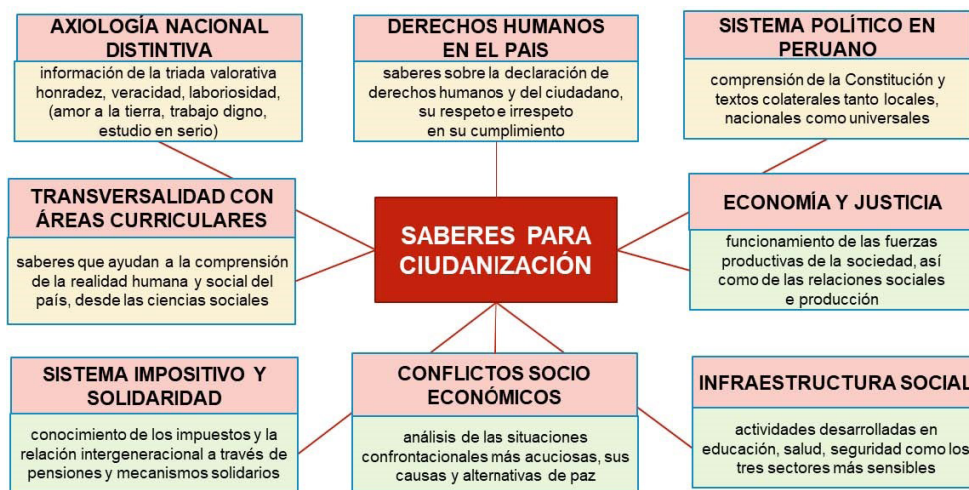 AXIOLOGÍA NACIONAL
DISTINTIVA
información de la triada valorativa
honradez, veracidad, laboriosidad,
(amor a la tierra, trabajo digno,
estudio en serio)
DERECHOS HUMANOS
EN EL PAIS
saberes sobre la declaración de
derechos humanos y del ciudadano,
su respeto e irrespeto
en su cumplimiento
SISTEMA POLÍTICO EN
PERUANO
comprensión de la Constitución y
textos colaterales tanto locales,
nacionales como universales
TRANSVERSALIDAD CON
ÁREAS CURRICULARES
saberes que ayudan a la comprensión
de la realidad humana y social del
país, desde las ciencias sociales
SABERES PARA
CIUDANIZACIÓN
ECONOMÍA Y JUSTICIA
funcionamiento de las fuerzas
productivas de la sociedad, así
como de las relaciones sociales
e producción
SISTEMA IMPOSITIVO Y
SOLIDARIDAD
conocimiento de los impuestos y la
relación intergeneracional a través de
pensiones y mecanismos solidarios
CONFLICTOS SOCIO
ECONÓMICOS
análisis de las situaciones
confrontacionales más acuciosas, sus
causas y alternativas de paz
INFRAESTRUCTURA SOCIAL
actividades desarrolladas en
educación, salud, seguridad como los
tres sectores más sensibles